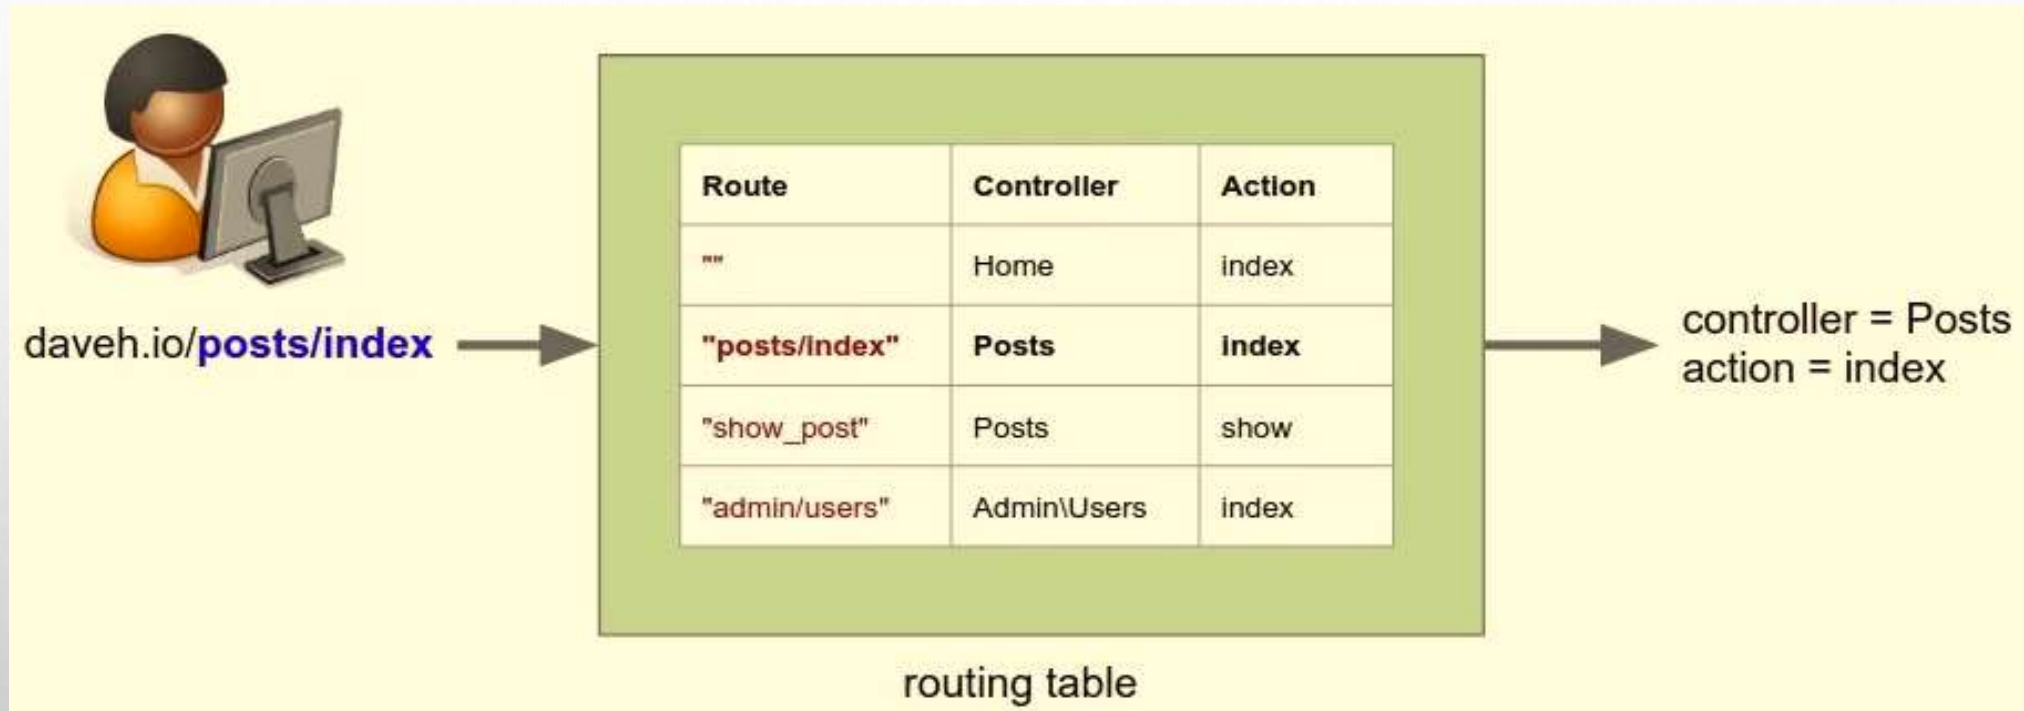 daveh.io/posts/index
Route Controller Action
"" Home index
"posts/index" Posts index
"show_post" Posts show
"admin/users" Admin\Users index
controller = Posts
action = index
routing table